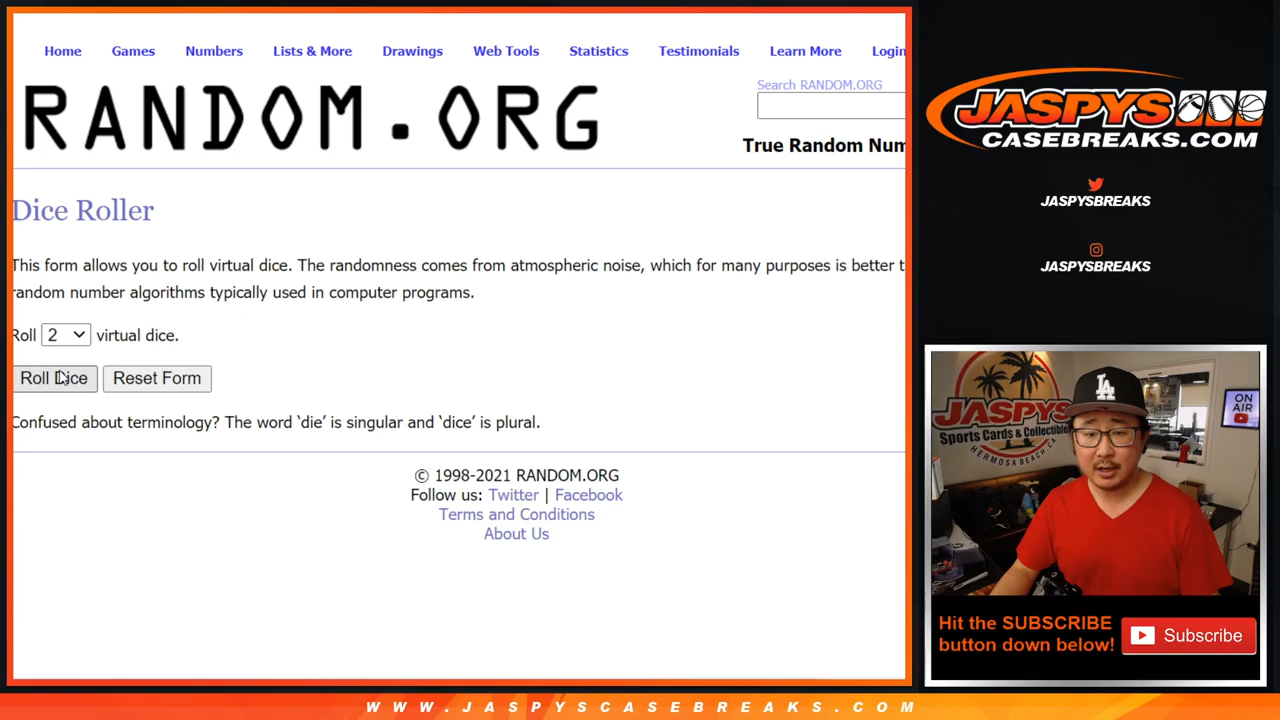 Home Games Numbers Lists & More Drawings Web Tools Statistics Testimonials Learn More Login
RANDOM.ORG
Search RANDOM.ORG
True Random Num
Dice Roller
This form allows you to roll virtual dice. The randomness comes from atmospheric noise, which for many purposes is better t
random number algorithms typically used in computer programs.
Roll 2 virtual dice.
Roll Dice Reset Form
Confused about terminology? The word ‘die’ is singular and ‘dice’ is plural.
© 1998-2021 RANDOM.ORG
Follow us: Twitter | Facebook
Terms and Conditions
About Us
JASPYS
CASEBREAKS.COM
JASPYSBREAKS
JASPYSBREAKS
JASPYS
Sports Cards & Collectibles
HERMOSA BEACH, CA
LA
ON
AIR
Hit the SUBSCRIBE
button down below!
Subscribe
WWW.JASPYSCASEBREAKS.COM